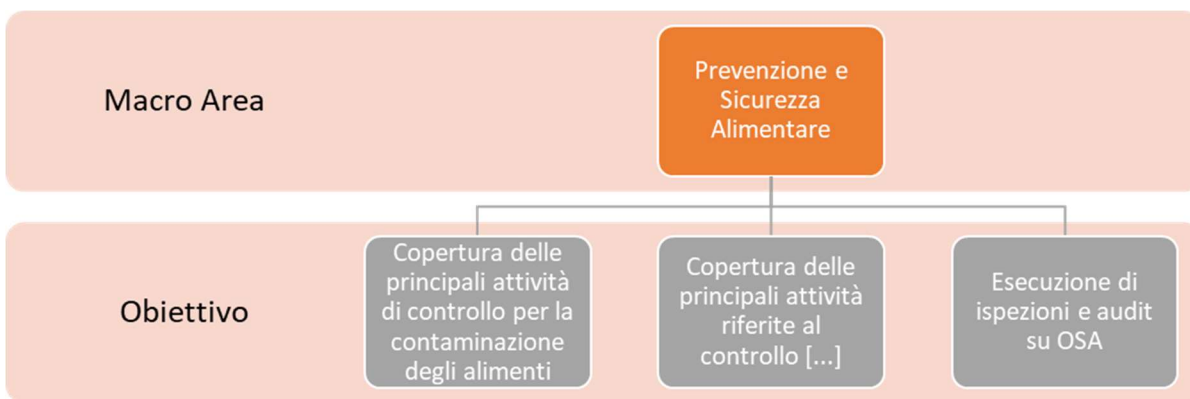 Macro Area
Prevenzione e
Sicurezza
Alimentare
Obiettivo
Copertura delle
principali attività
di controllo per la
contaminazione
degli alimenti
Copertura delle
principali attività
riferite al
controllo [...]
Esecuzione di
ispezioni e audit
su OSA